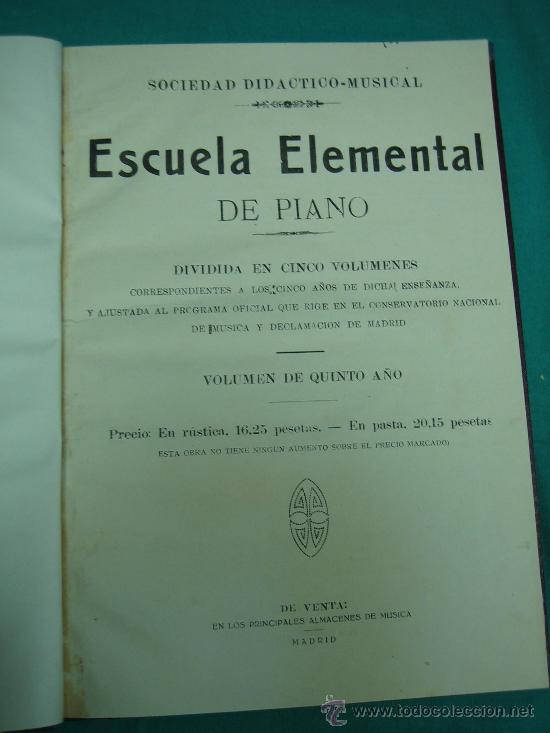 SOCIEDAD DIDACTICO-MUSICAL
Escuela Elemental
DE PIANO
DIVIDIDA EN CINCO VOLUMENES
CORRESPONDIENTES A LOS CINCO AÑOS DE DICHA ENSEÑANZA,
Y AJUSTADA AL PROGRAMA OFICIAL QUE RIGE EN EL CONSERVATORIO NACIONAL
DE MUSICA Y DECLAMACION DE MADRID
VOLUMEN DE QUINTO AÑO
Precio: En rústica, 16,25 pesetas. — En pasta, 20,15 pesetas
(ESTA OBRA NO TIENE NINGUN AUMENTO SOBRE EL PRECIO MARCADO)
DE VENTA:
EN LOS PRINCIPALES ALMACENES DE MUSICA
MADRID
www.todocoleccion.net